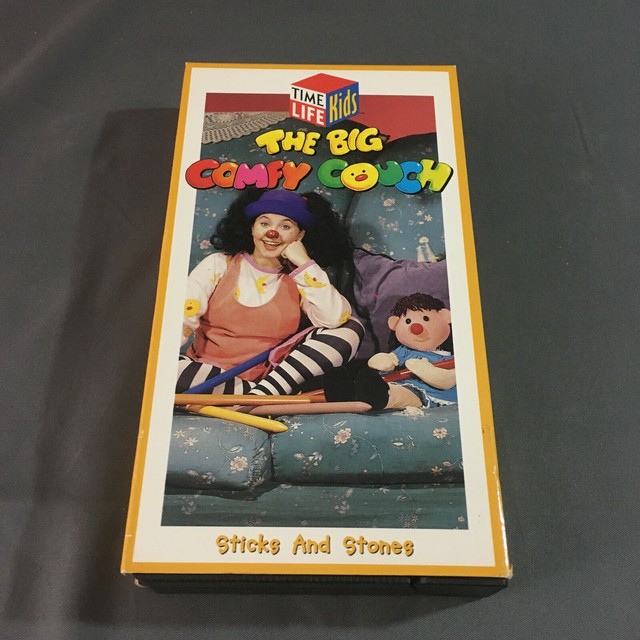 TIME
LIFE
Kids
THE BIG
COMFY COUCH
Sticks And Stones